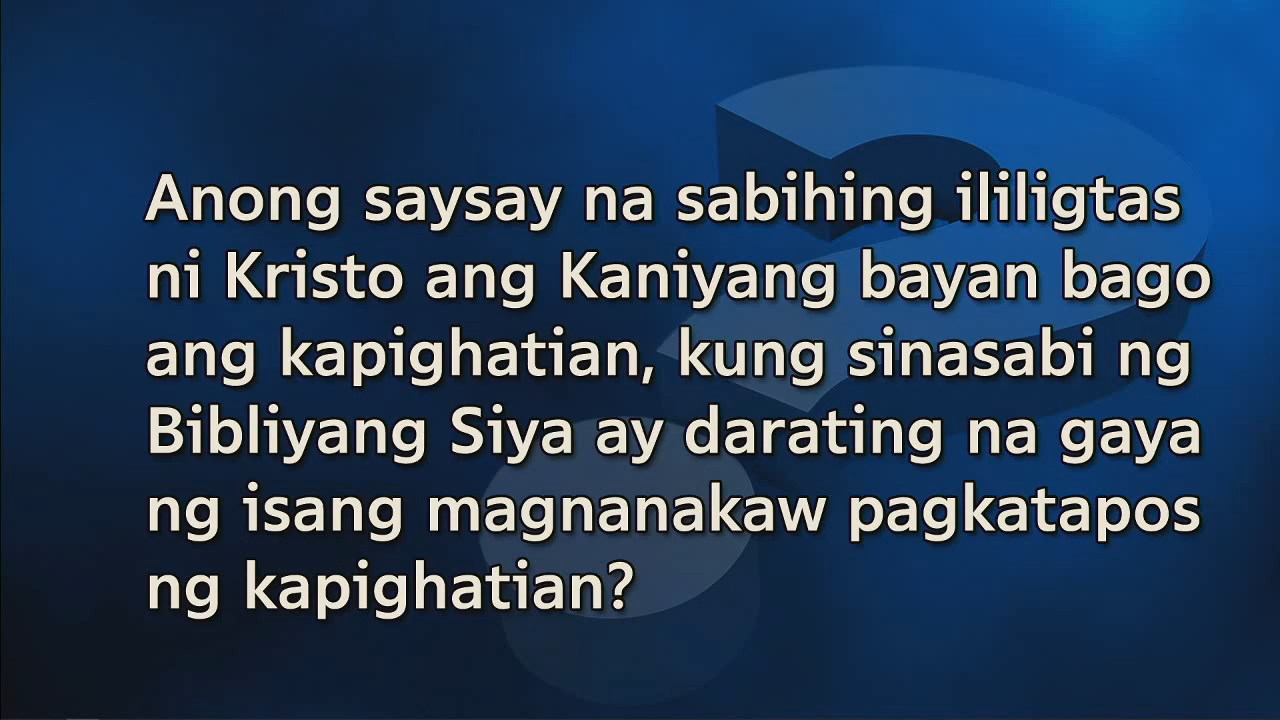 Anong saysay na sabihing ililigtas
ni Kristo ang Kaniyang bayan bago
ang kapighatian, kung sinasabi ng
Bibliyang Siya ay darating na gaya
ng isang magnanakaw pagkatapos
ng kapighatian?